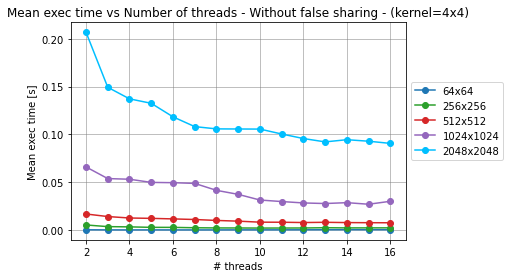 Mean exec time vs Number of threads - Without false sharing - (kernel=4x4)
Mean exec time [s]
0.20
0.15
0.10
0.05
0.00
2 4 6 8 10 12 14 16
# threads
64x64
256x256
512x512
1024x1024
2048x2048